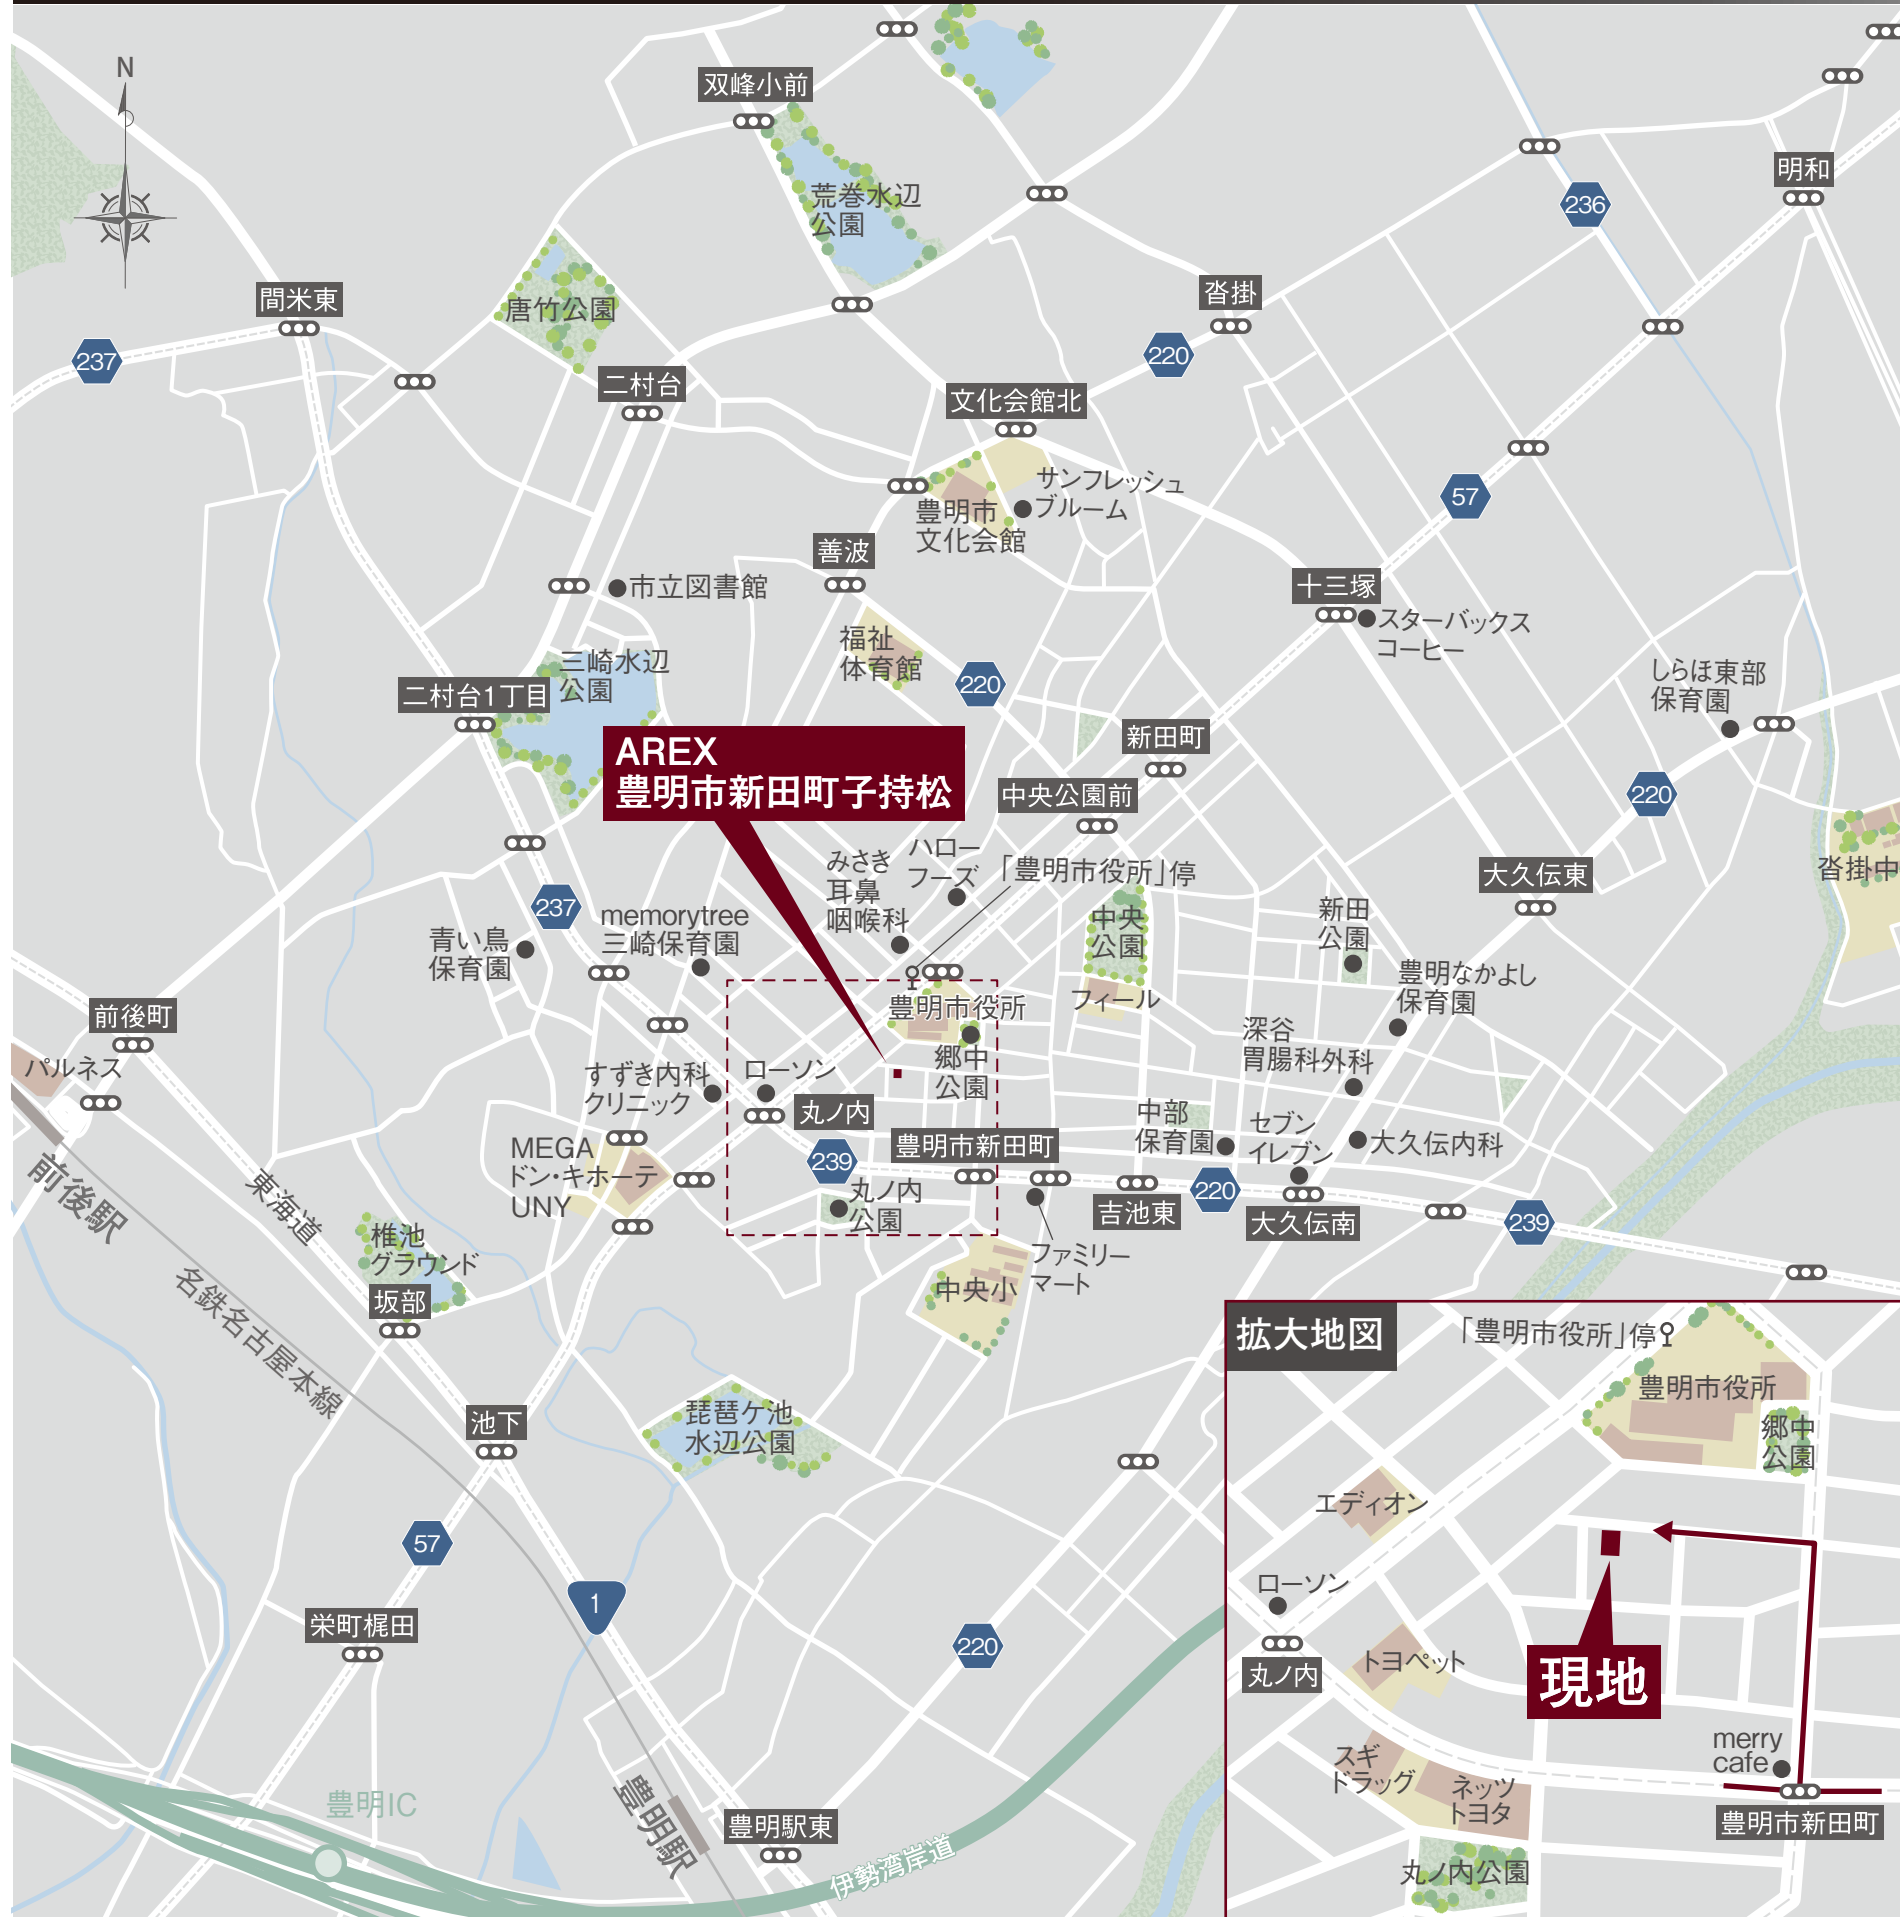 N
双峰小前
荒巻水辺
公園
明和
236
間米東
237
唐竹公園
二村台
沓掛
220
文化会館北
サンフレッシュ
ブルーム
豊明市
文化会館
57
善波
市立図書館
十三塚
スターバックス
コーヒー
福祉
体育館
三崎水辺
公園
二村台1丁目
220
しらほ東部
保育園
新田町
AREX
豊明市新田町子持松
中央公園前
220
沓掛中
大久伝東
みさき
耳鼻
咽喉科
ハロー
フーズ
「豊明市役所」停
中央
公園
新田
公園
237
memorytree
三崎保育園
青い鳥
保育園
豊明なかよし
保育園
前後町
豊明市役所
フィール
パルネス
郷中
公園
深谷
胃腸科外科
すずき内科
クリニック
ローソン
丸ノ内
豊明市新田町
中部
保育園
セブン
イレブン
大久伝内科
MEGA
ドン・キホーテ
UNY
239
丸ノ内
公園
吉池東
220
大久伝南
239
前後駅
東海道
椎池
グラウンド
坂部
ファミリー
マート
中央小
名鉄名古屋本線
池下
琵琶ケ池
水辺公園
57
1
栄町梶田
220
豊明IC
豊明駅
豊明駅東
伊勢湾岸道
拡大地図
「豊明市役所」停
豊明市役所
郷中
公園
エディオン
ローソン
丸ノ内
トヨペット
現地
スギ
ドラッグ
ネッツ
トヨタ
merry
cafe
豊明市新田町
丸ノ内公園